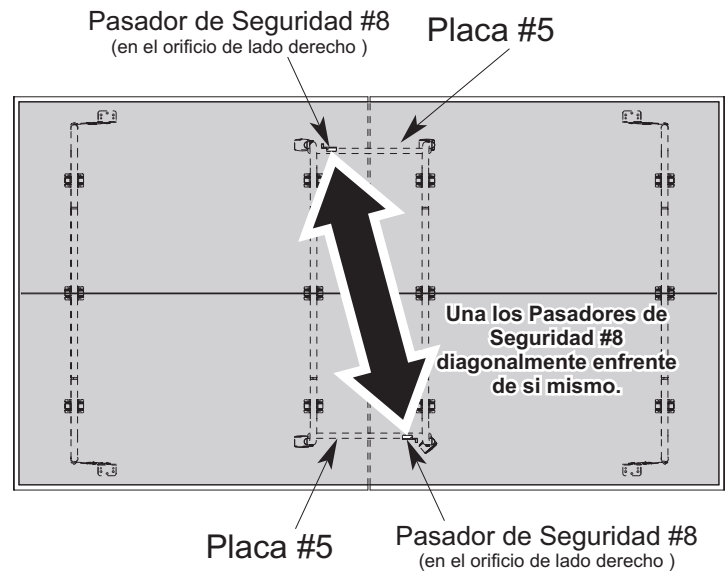 Pasador de Seguridad #8
(en el orificio de lado derecho )
Placa #5
Una los Pasadores de
Seguridad #8
diagonalmente enfrente
de si mismo.
Placa #5
Pasador de Seguridad #8
(en el orificio de lado derecho )